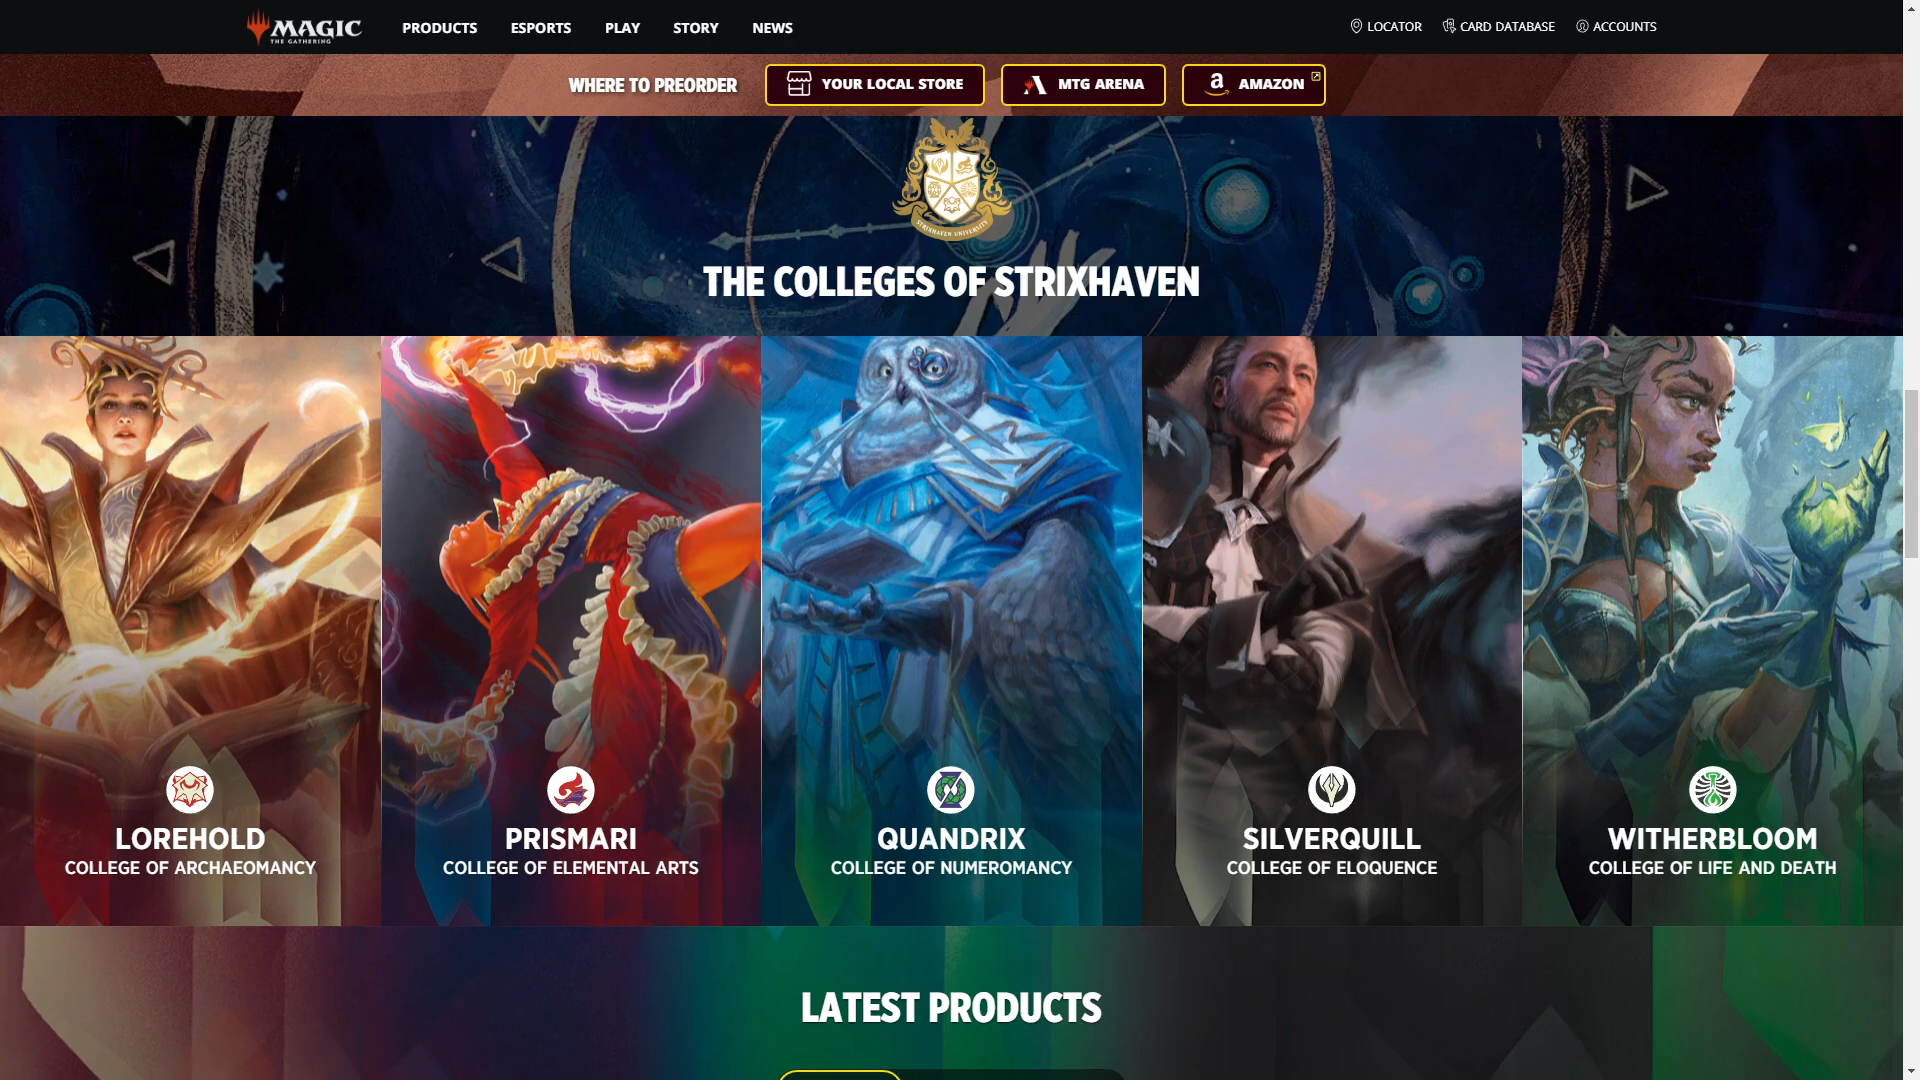 MAGIC
THE GATHERING
PRODUCTS
ESPORTS
PLAY
STORY
NEWS
LOCATOR
CARD DATABASE
ACCOUNTS
WHERE TO PREORDER
YOUR LOCAL STORE
MTG ARENA
a
AMAZON
STRIXHAVEN UNIVERSITY
THE COLLEGES OF STRIXHAVEN
LOREHOLD
COLLEGE OF ARCHAEOMANCY
PRISMARI
COLLEGE OF ELEMENTAL ARTS
QUANDRIX
COLLEGE OF NUMEROMANCY
SILVERQUILL
COLLEGE OF ELOQUENCE
WITHERBLOOM
COLLEGE OF LIFE AND DEATH
LATEST PRODUCTS